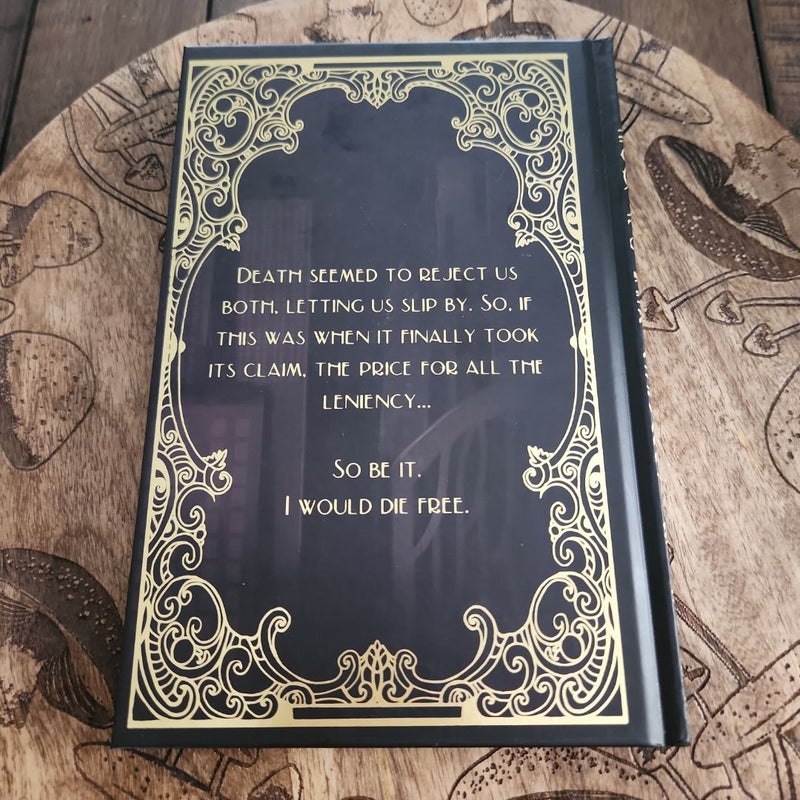 DEATH SEEMED TO REJECT US
BOTH, LETTING US SLIP BY. SO, IF
THIS WAS WHEN IT FINALLY TOOK
ITS CLAIM, THE PRICE FOR ALL THE
LENIENCY...
SO BE IT.
I WOULD DIE FREE.